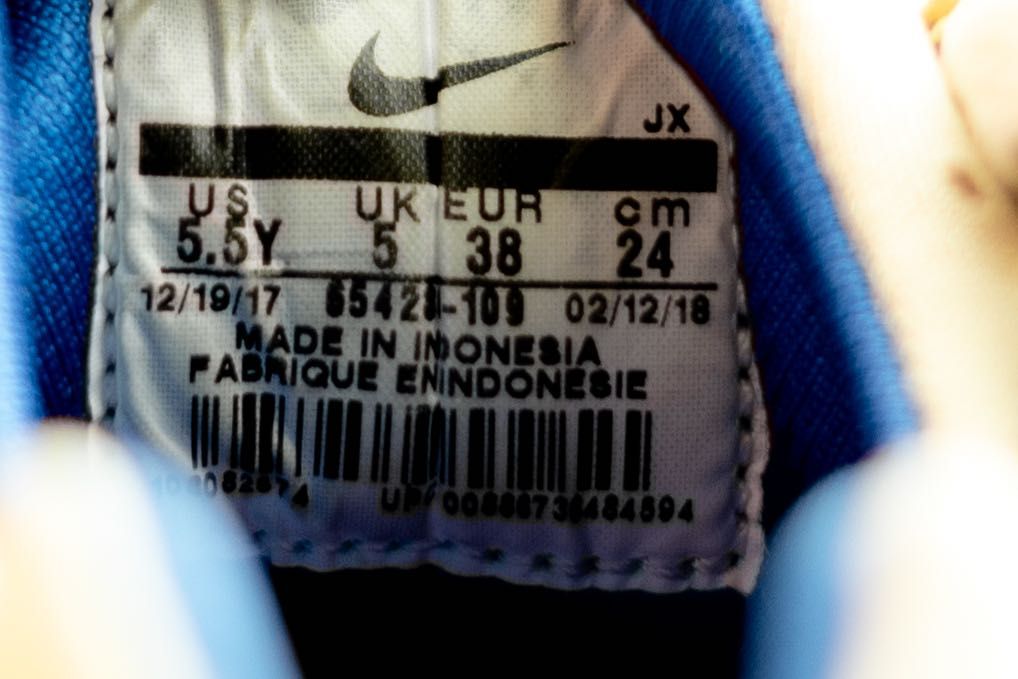 JX
US UK EUR cm
5.5Y 5 38 24
12/19/17 02/12/18
MADE IN INDONESIA
FABRIQUE EN INDONESIE